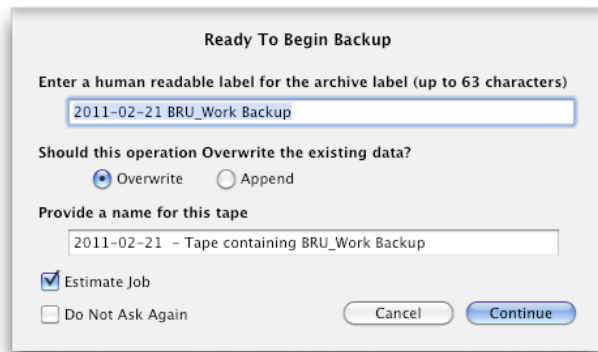 Ready To Begin Backup
Enter a human readable label for the archive label (up to 63 characters)
2011-02-21 BRU_Work Backup
Should this operation Overwrite the existing data?
Overwrite Append
Provide a name for this tape
2011-02-21 - Tape containing BRU_Work Backup
Estimate Job
Do Not Ask Again Cancel Continue